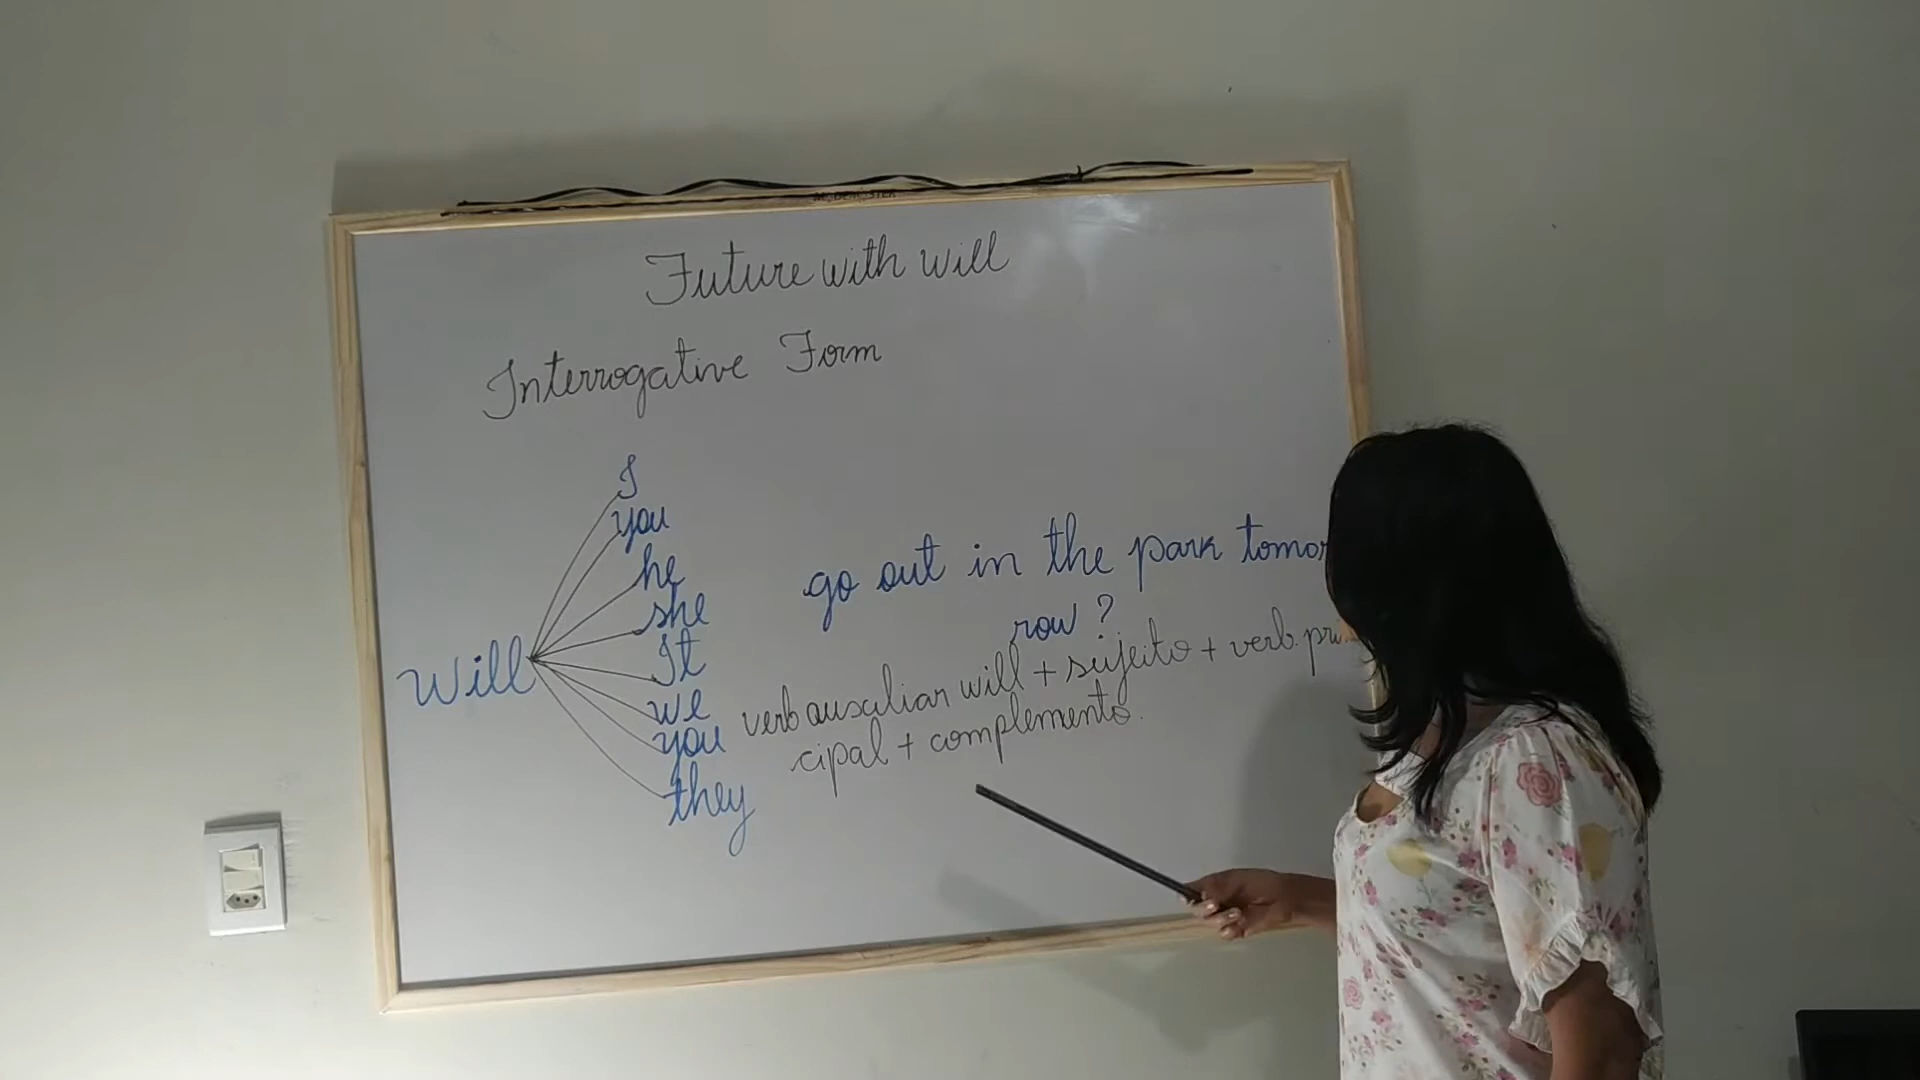 Future with will
Interrogative Form
I
you
he
she
It
we
you
they
Will
go out in the park tomor
row ?
verb auxiliar will + sujeito + verb. prin
cipal + complemento.